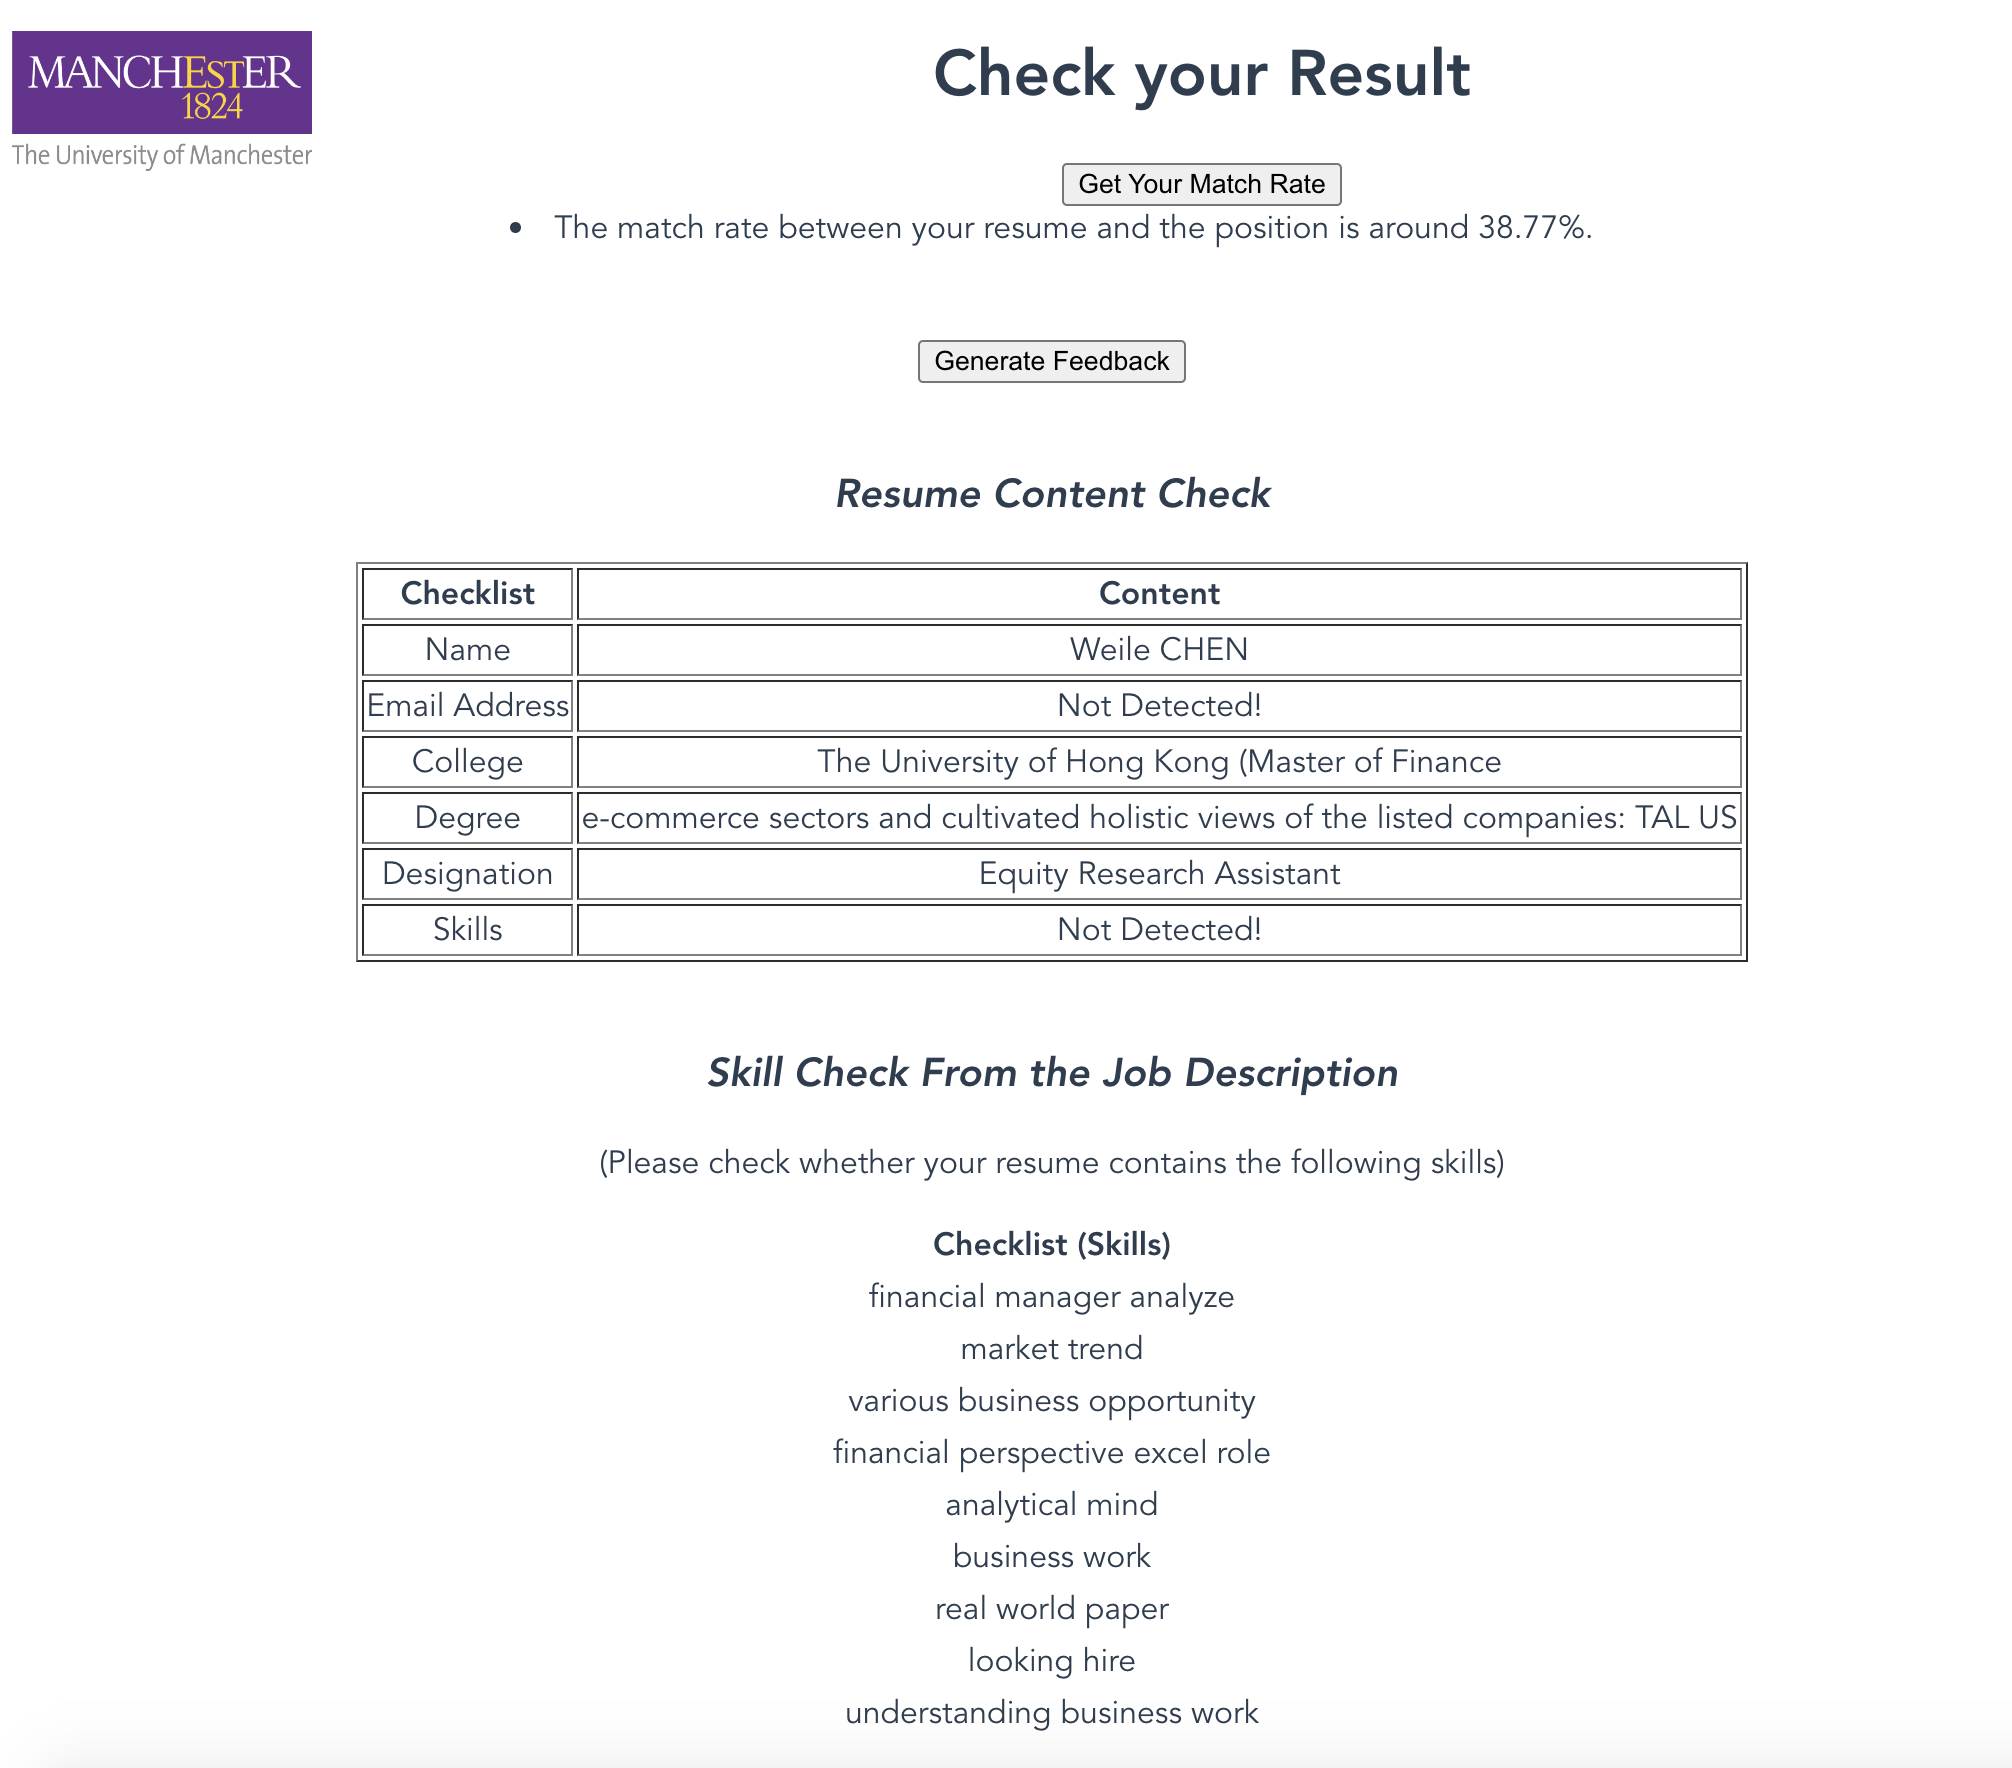 MANCHESTER
1824
The University of Manchester
Check your Result
Get Your Match Rate
• The match rate between your resume and the position is around 38.77%.
Generate Feedback
Resume Content Check
Checklist Content
Name Weile CHEN
Email Address Not Detected!
College The University of Hong Kong (Master of Finance
Degree e-commerce sectors and cultivated holistic views of the listed companies: TAL US
Designation Equity Research Assistant
Skills Not Detected!
Skill Check From the Job Description
(Please check whether your resume contains the following skills)
Checklist (Skills)
financial manager analyze
market trend
various business opportunity
financial perspective excel role
analytical mind
business work
real world paper
looking hire
understanding business work